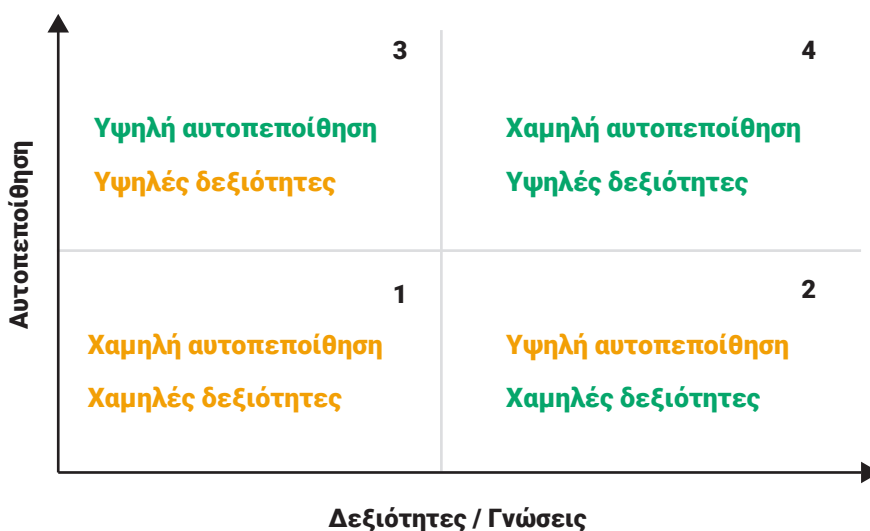 3
4
Υψηλή αυτοπεποίθηση
Υψηλές δεξιότητες
Χαμηλή αυτοπεποίθηση
Υψηλές δεξιότητες
Αυτοπεποίθηση
1
2
Χαμηλή αυτοπεποίθηση
Χαμηλές δεξιότητες
Υψηλή αυτοπεποίθηση
Χαμηλές δεξιότητες
Δεξιότητες / Γνώσεις